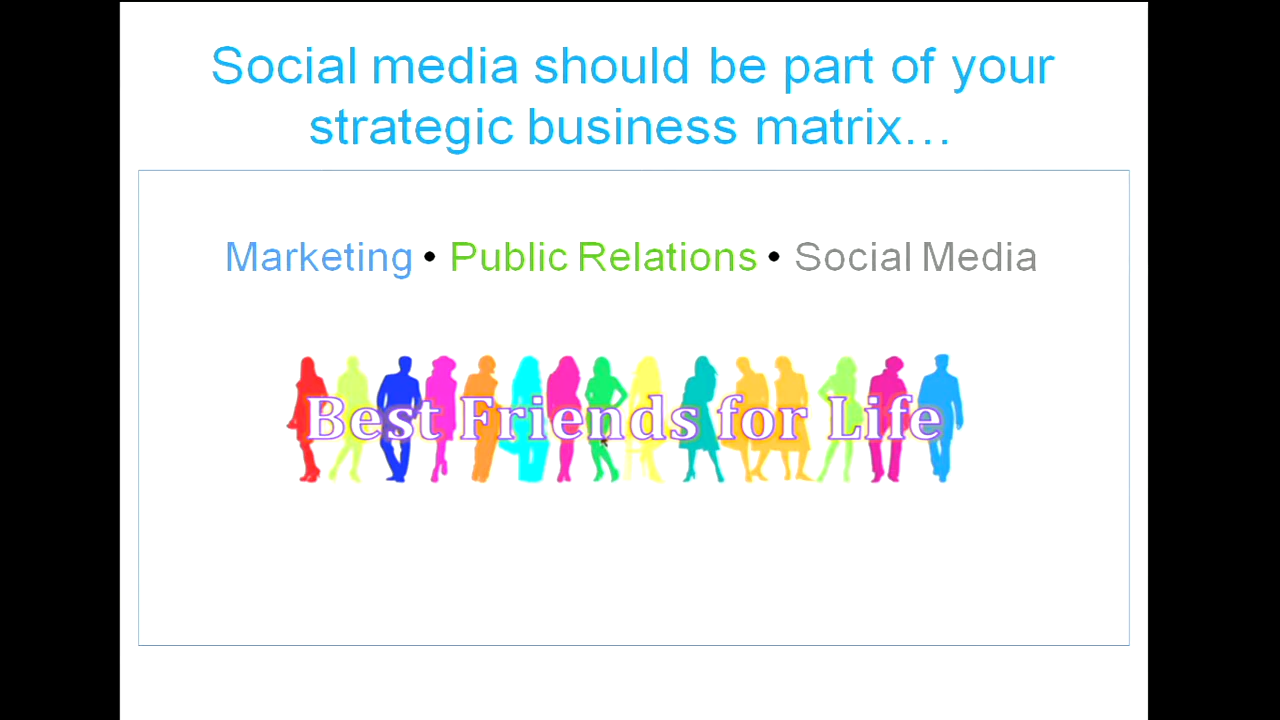 Social media should be part of your
strategic business matrix…
Marketing • Public Relations • Social Media
Best Friends for Life